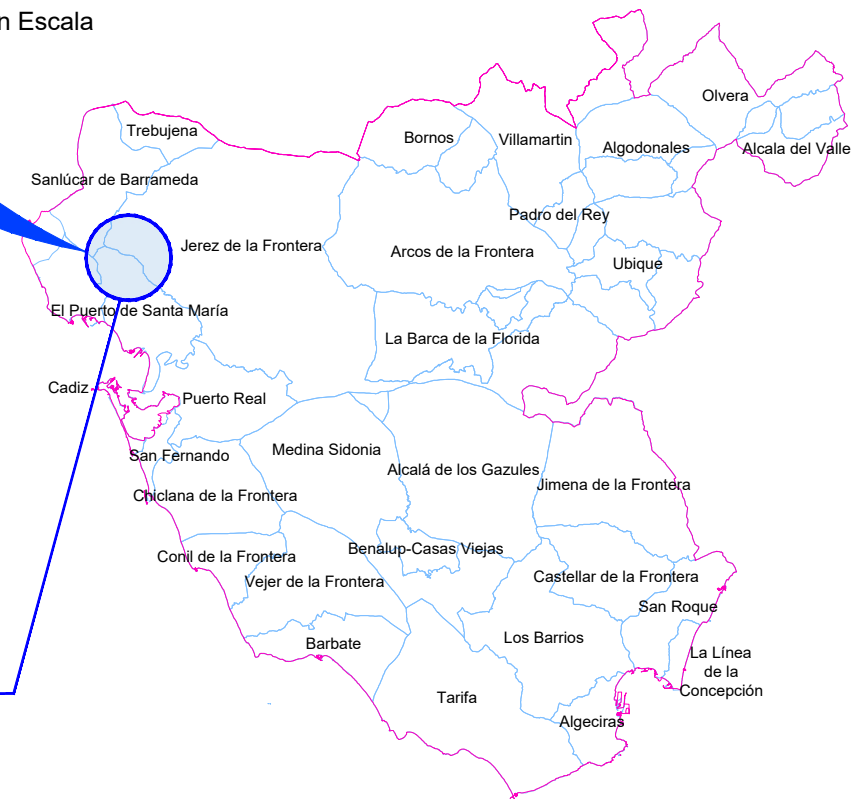 n Escala
Olvera
Trebujena
Bornos
Villamartin
Algodonales
Alcala del Valle
Sanlúcar de Barrameda
Padro del Rey
Jerez de la Frontera
Arcos de la Frontera
Ubique
El Puerto de Santa María
La Barca de la Florida
Cadiz
Puerto Real
San Fernando
Medina Sidonia
Alcalá de los Gazules
Jimena de la Frontera
Chiclana de la Frontera
Conil de la Frontera
Benalup-Casas Viejas
Vejer de la Frontera
Castellar de la Frontera
San Roque
Barbate
Los Barrios
La Línea
de la
Concepción
Tarifa
Algeciras